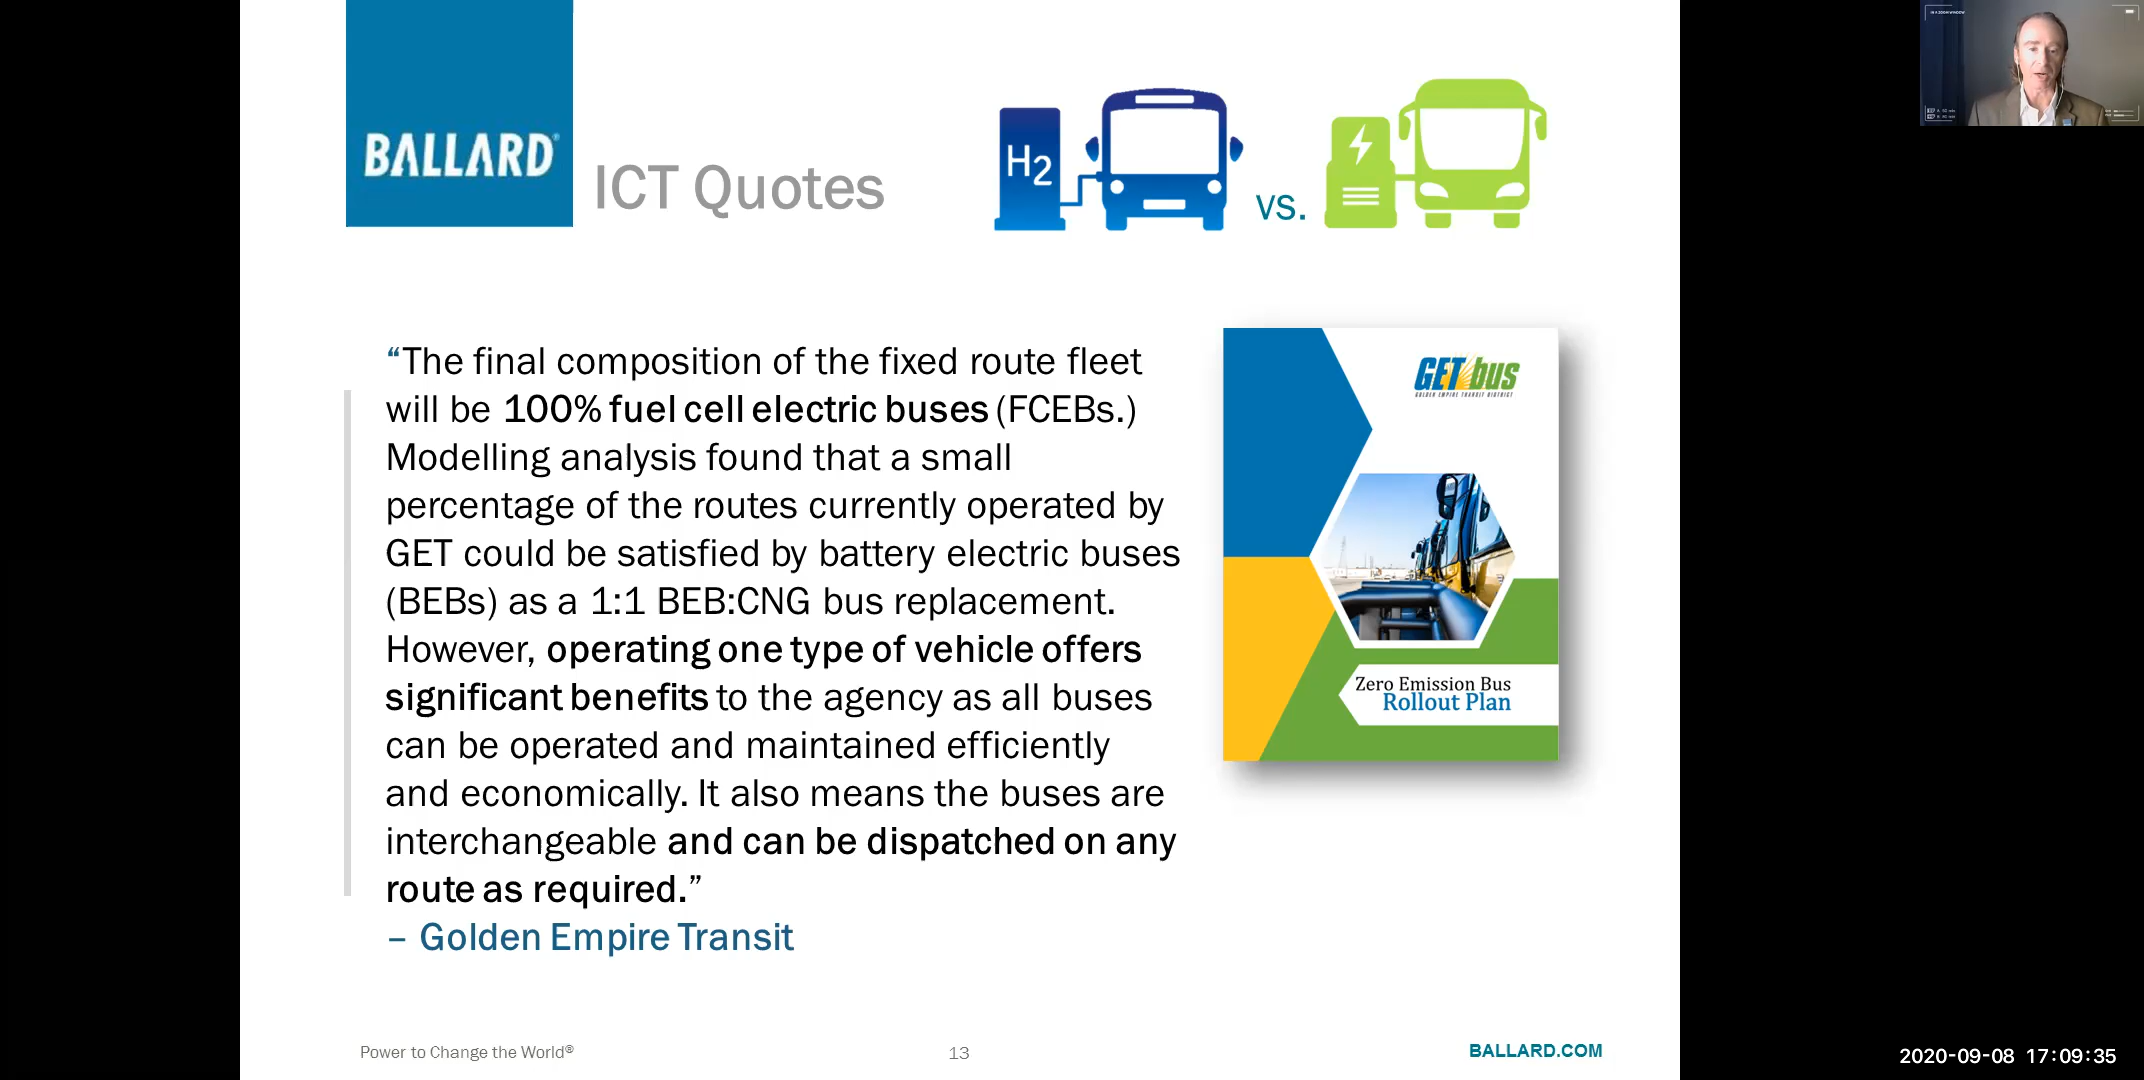 BALLARD®
ICT Quotes
H2
vs.
“The final composition of the fixed route fleet
will be 100% fuel cell electric buses (FCEBs.)
Modelling analysis found that a small
percentage of the routes currently operated by
GET could be satisfied by battery electric buses
(BEBs) as a 1:1 BEB:CNG bus replacement.
However, operating one type of vehicle offers
significant benefits to the agency as all buses
can be operated and maintained efficiently
and economically. It also means the buses are
interchangeable and can be dispatched on any
route as required.”
– Golden Empire Transit
GET bus
GOLDEN EMPIRE TRANSIT DISTRICT
Zero Emission Bus
Rollout Plan
Power to Change the World®
13
BALLARD.COM
2020-09-08 17:09:35